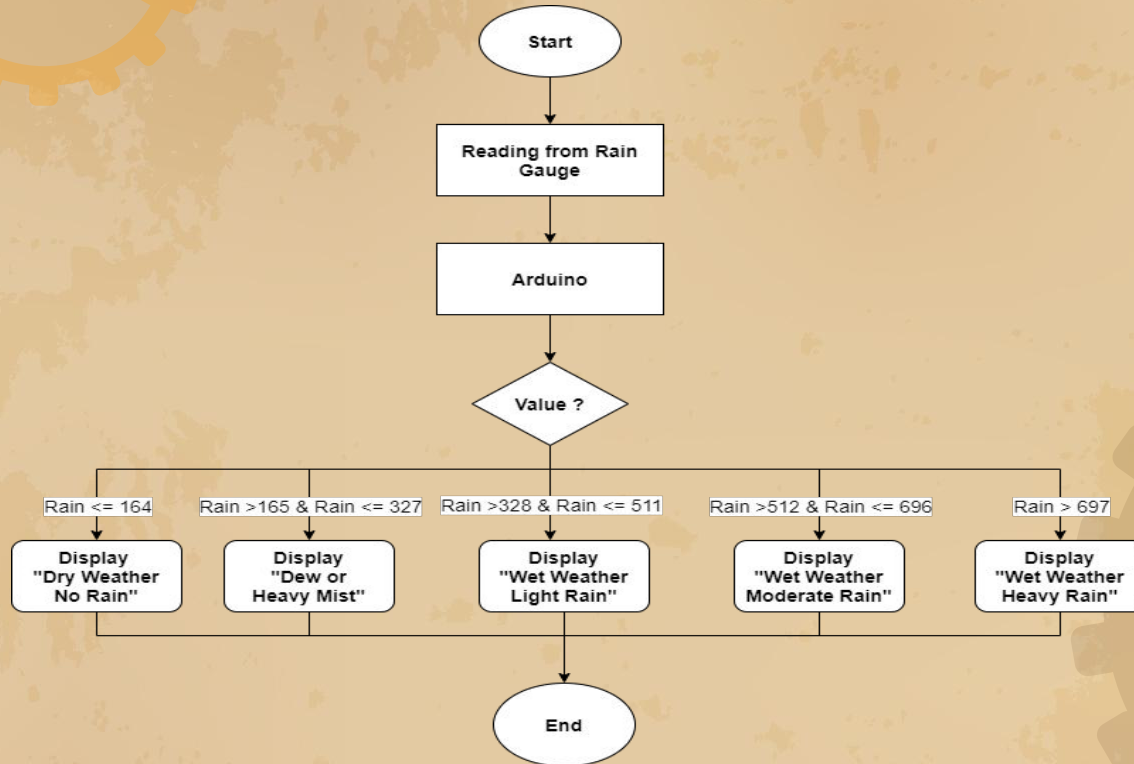 Start
Reading from Rain
Gauge
Arduino
Value ?
Rain <= 164
Rain >165 & Rain <= 327
Rain >328 & Rain <= 511
Rain >512 & Rain <= 696
Rain > 697
Display
"Dry Weather
No Rain"
Display
"Dew or
Heavy Mist"
Display
"Wet Weather
Light Rain"
Display
"Wet Weather
Moderate Rain"
Display
"Wet Weather
Heavy Rain"
End